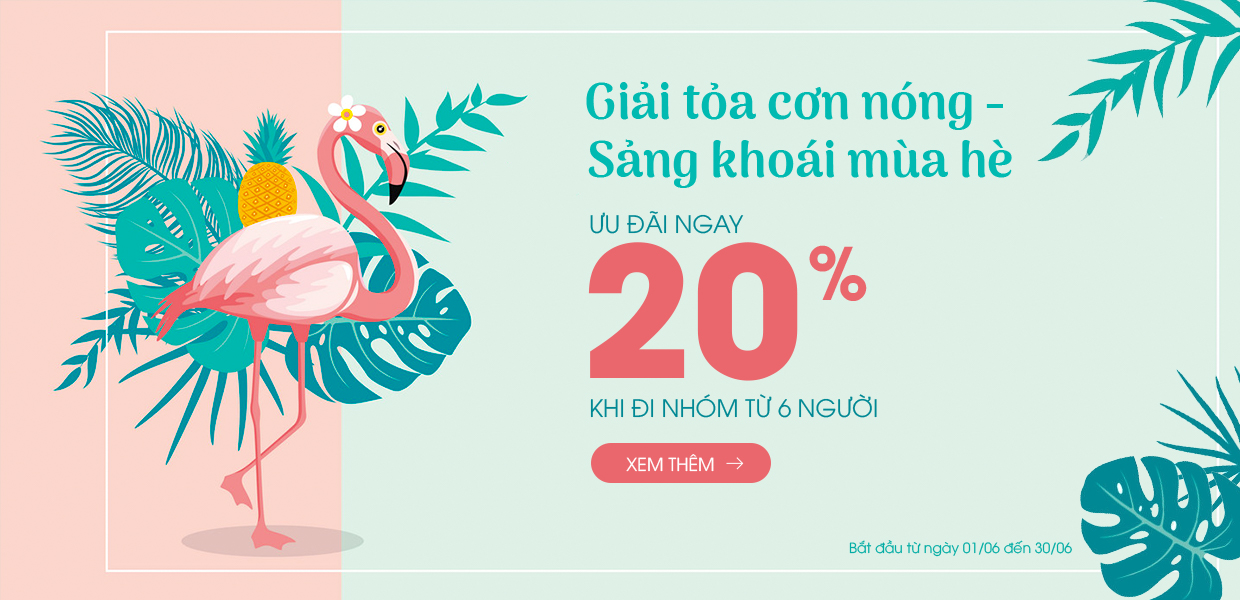 Giải tỏa cơn nóng –
Sảng khoái mùa hè
ƯU ĐÃI NGAY
20%
KHI ĐI NHÓM TỪ 6 NGƯỜI
XEM THÊM →
Bắt đầu từ ngày 01/06 đến 30/06